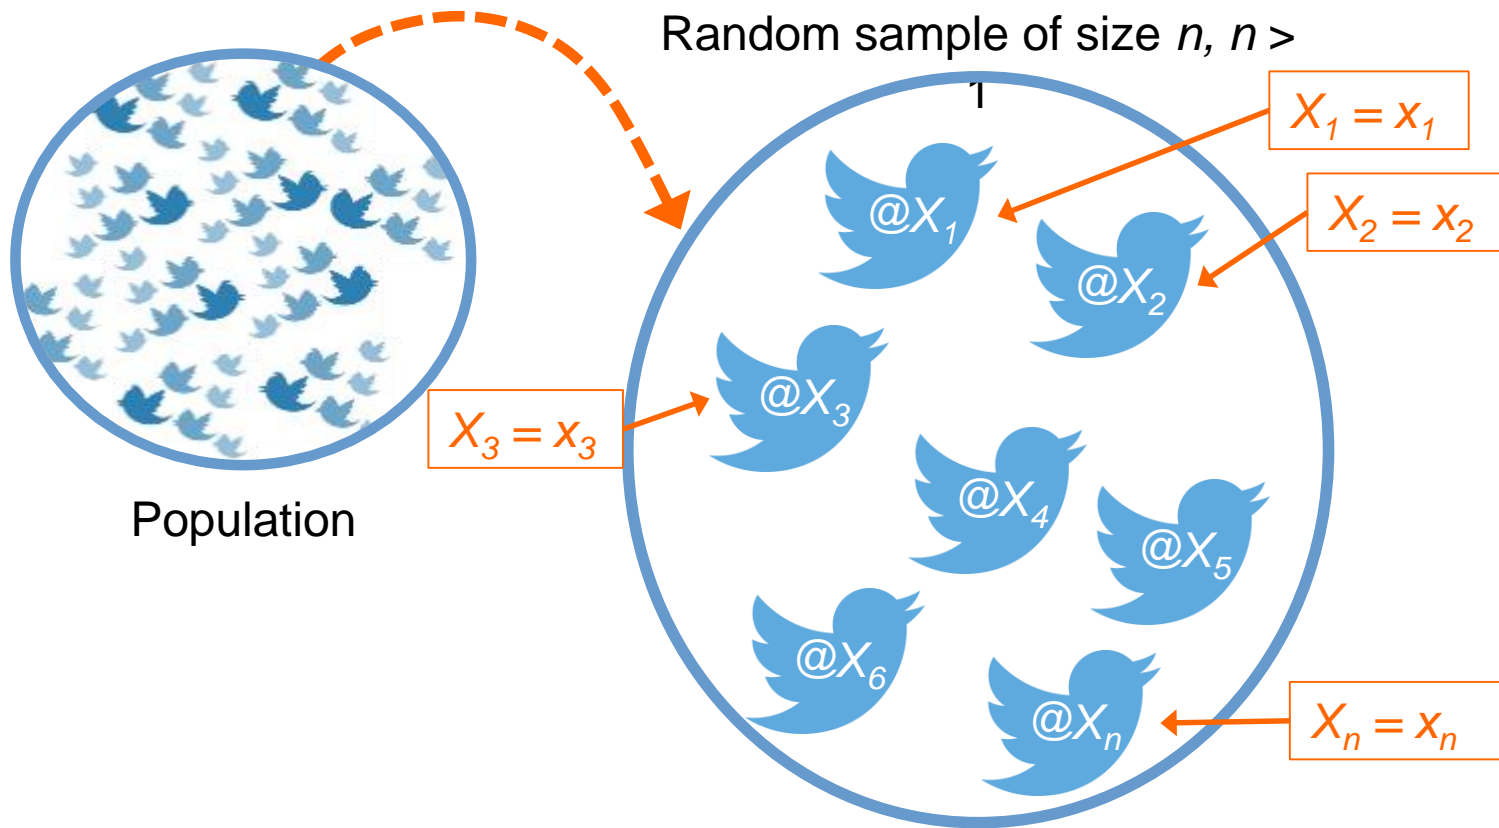 Random sample of size n, n >
1
X₁ = x₁
@X₁
X₂ = x₂
@X₂
@X₃
X₃ = x₃
@X₄
Population
@X₅
@X₆
@Xₙ
Xₙ = xₙ